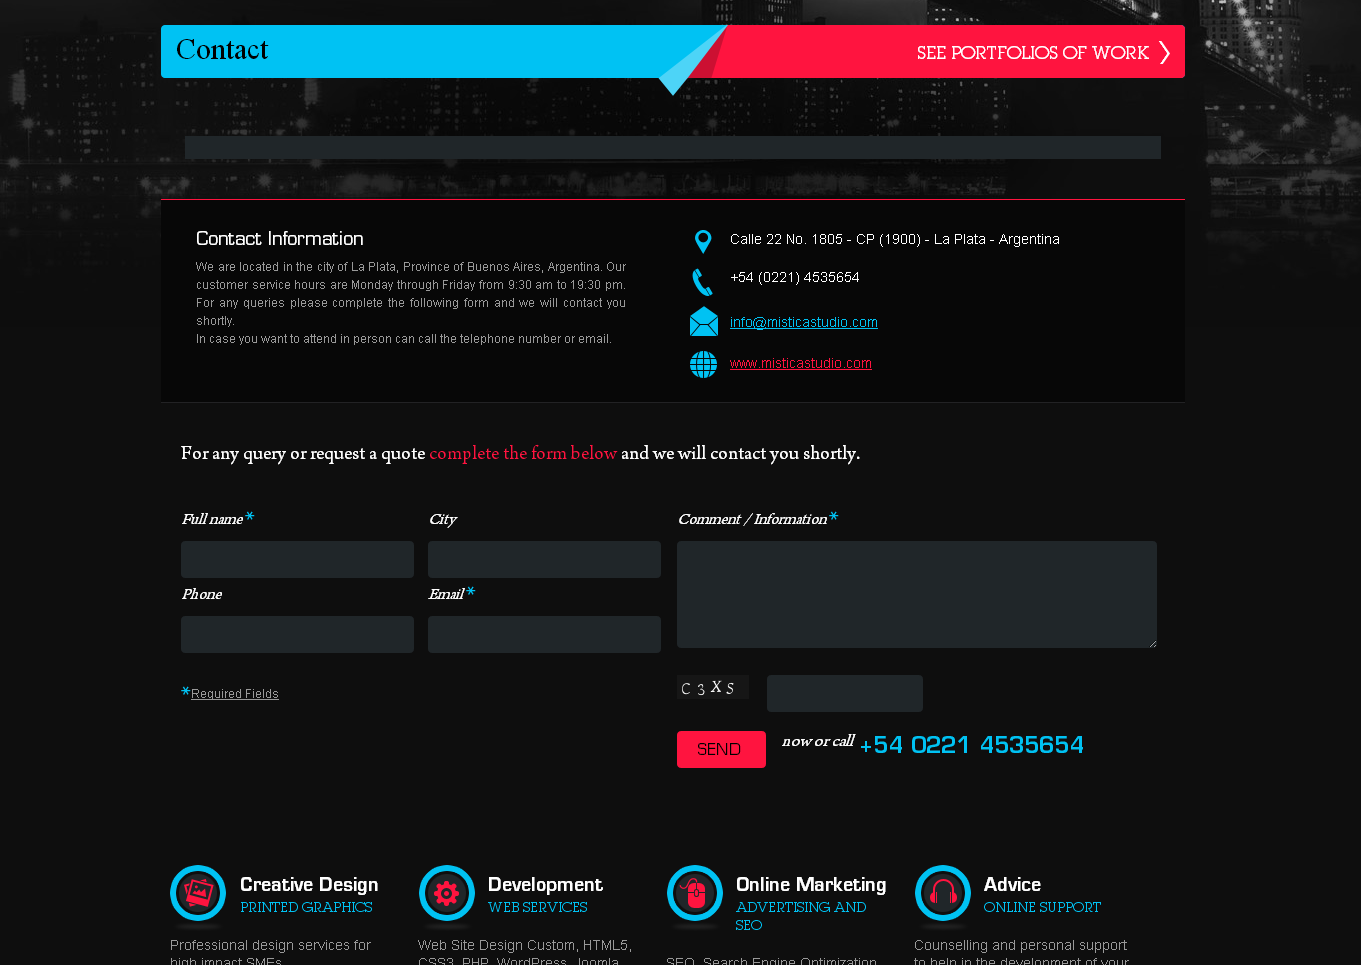 Contact
SEE PORTFOLIOS OF WORK
Contact Information
We are located in the city of La Plata, Province of Buenos Aires, Argentina. Our
customer service hours are Monday through Friday from 9:30 am to 19:30 pm.
For any queries please complete the following form and we will contact you
shortly.
In case you want to attend in person can call the telephone number or email.
Calle 22 No. 1805 - CP (1900) - La Plata - Argentina
+54 (0221) 4535654
info@misticastudio.com
www.misticastudio.com
For any query or request a quote complete the form below and we will contact you shortly.
Full name *
City
Comment / Information *
Phone
Email *
*Required Fields
C 3 X S
SEND
now or call +54 0221 4535654
Creative Design
PRINTED GRAPHICS
Professional design services for
high impact SMEs
Development
WEB SERVICES
Web Site Design Custom, HTML5,
CSS3, PHP, WordPress, Joomla
Online Marketing
ADVERTISING AND
SEO
SEO, Search Engine Optimization
Advice
ONLINE SUPPORT
Counselling and personal support
to help in the development of your